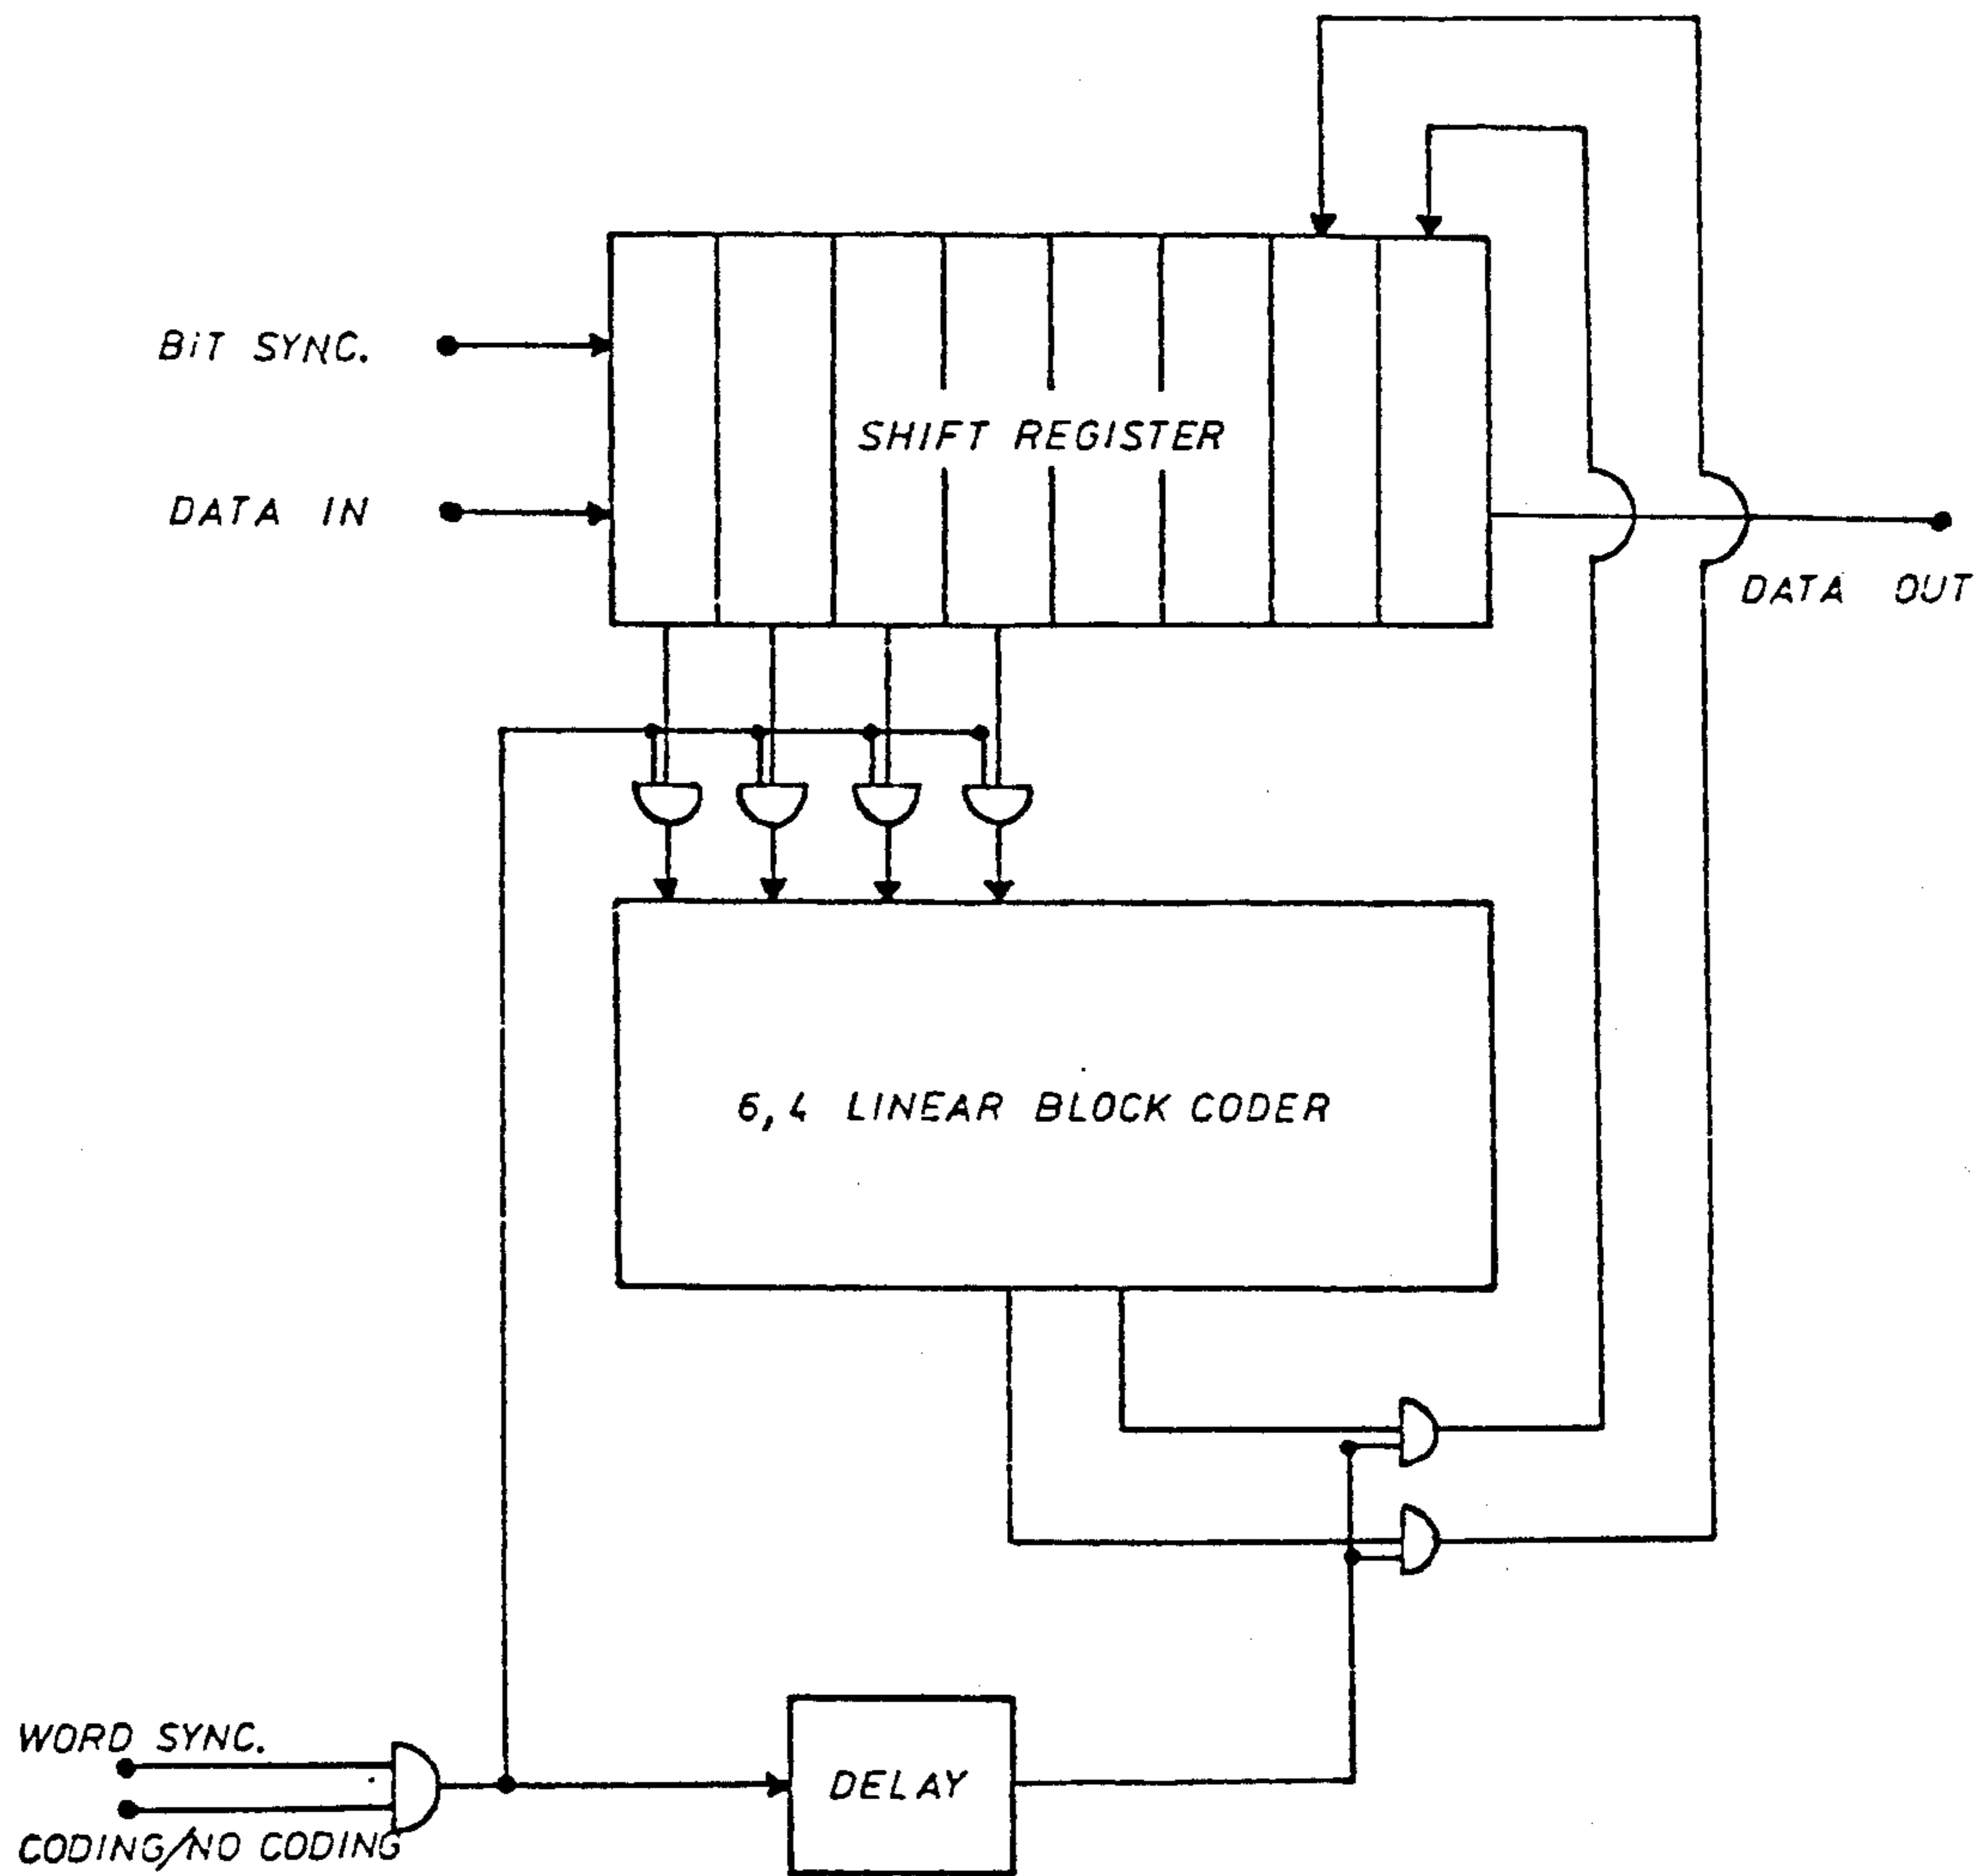 BiT SYNC.
SHIFT REGISTER
DATA IN
DATA OUT
6,4 LINEAR BLOCK CODER
WORD SYNC.
DELAY
CODING/NO CODING